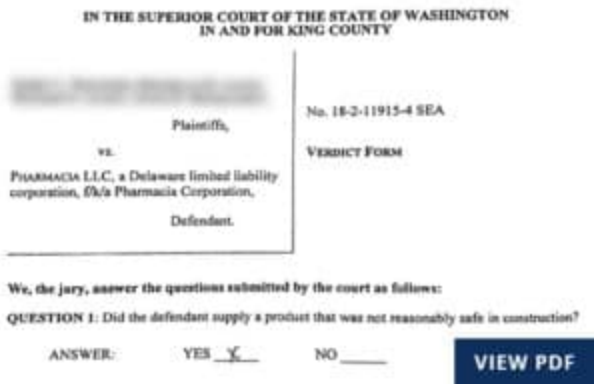 IN THE SUPERIOR COURT OF THE STATE OF WASHINGTON
IN AND FOR KING COUNTY
Plaintiffs,
vs.
PHARMACIA LLC, a Delaware limited liability
corporation, f/k/a Pharmacia Corporation,
Defendant.
No. 18-2-11915-4 SEA
VERDICT FORM
We, the jury, answer the questions submitted by the court as follows:
QUESTION 1: Did the defendant supply a product that was not reasonably safe in construction?
ANSWER: YES X NO
VIEW PDF